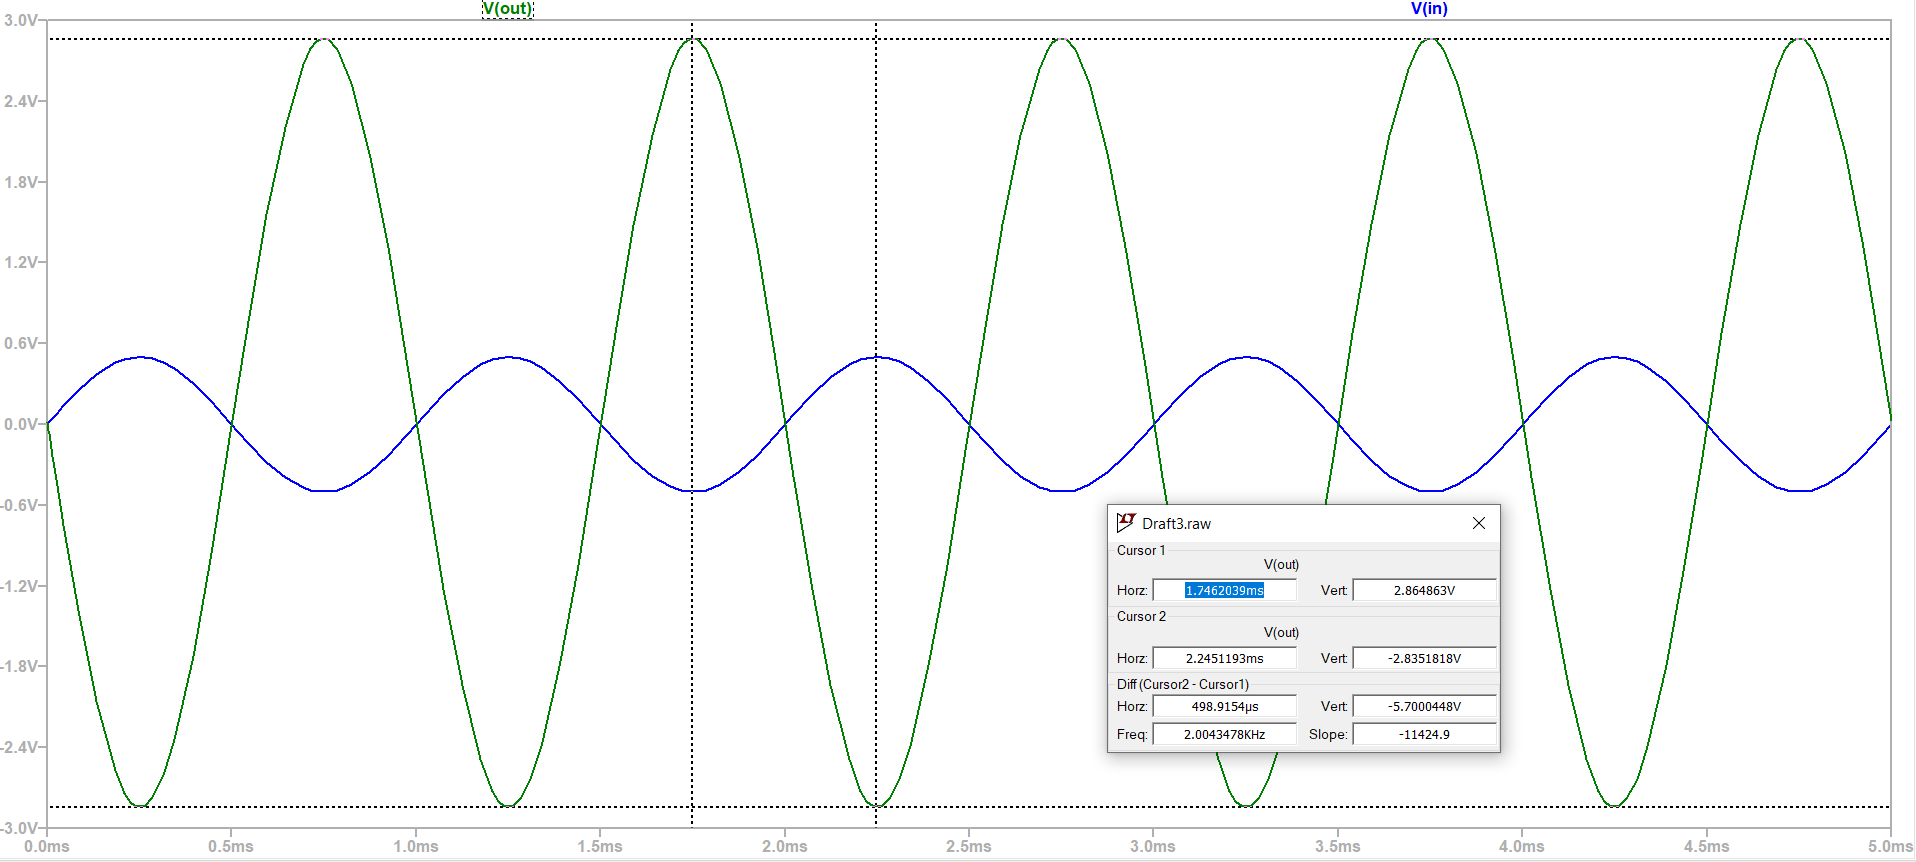 V(out) V(in)
3.0V
2.4V
1.8V
1.2V
0.6V
0.0V
-0.6V
-1.2V
-1.8V
-2.4V
-3.0V
0.0ms 0.5ms 1.0ms 1.5ms 2.0ms 2.5ms 3.0ms 3.5ms 4.0ms 4.5ms 5.0ms
Draft3.raw
Cursor 1
V(out)
Horz: 1.7462039ms Vert: 2.864863V
Cursor 2
V(out)
Horz: 2.2451193ms Vert: -2.8351818V
Diff (Cursor2 - Cursor1)
Horz: 498.9154µs Vert: -5.7000448V
Freq: 2.0043478KHz Slope: -11424.9